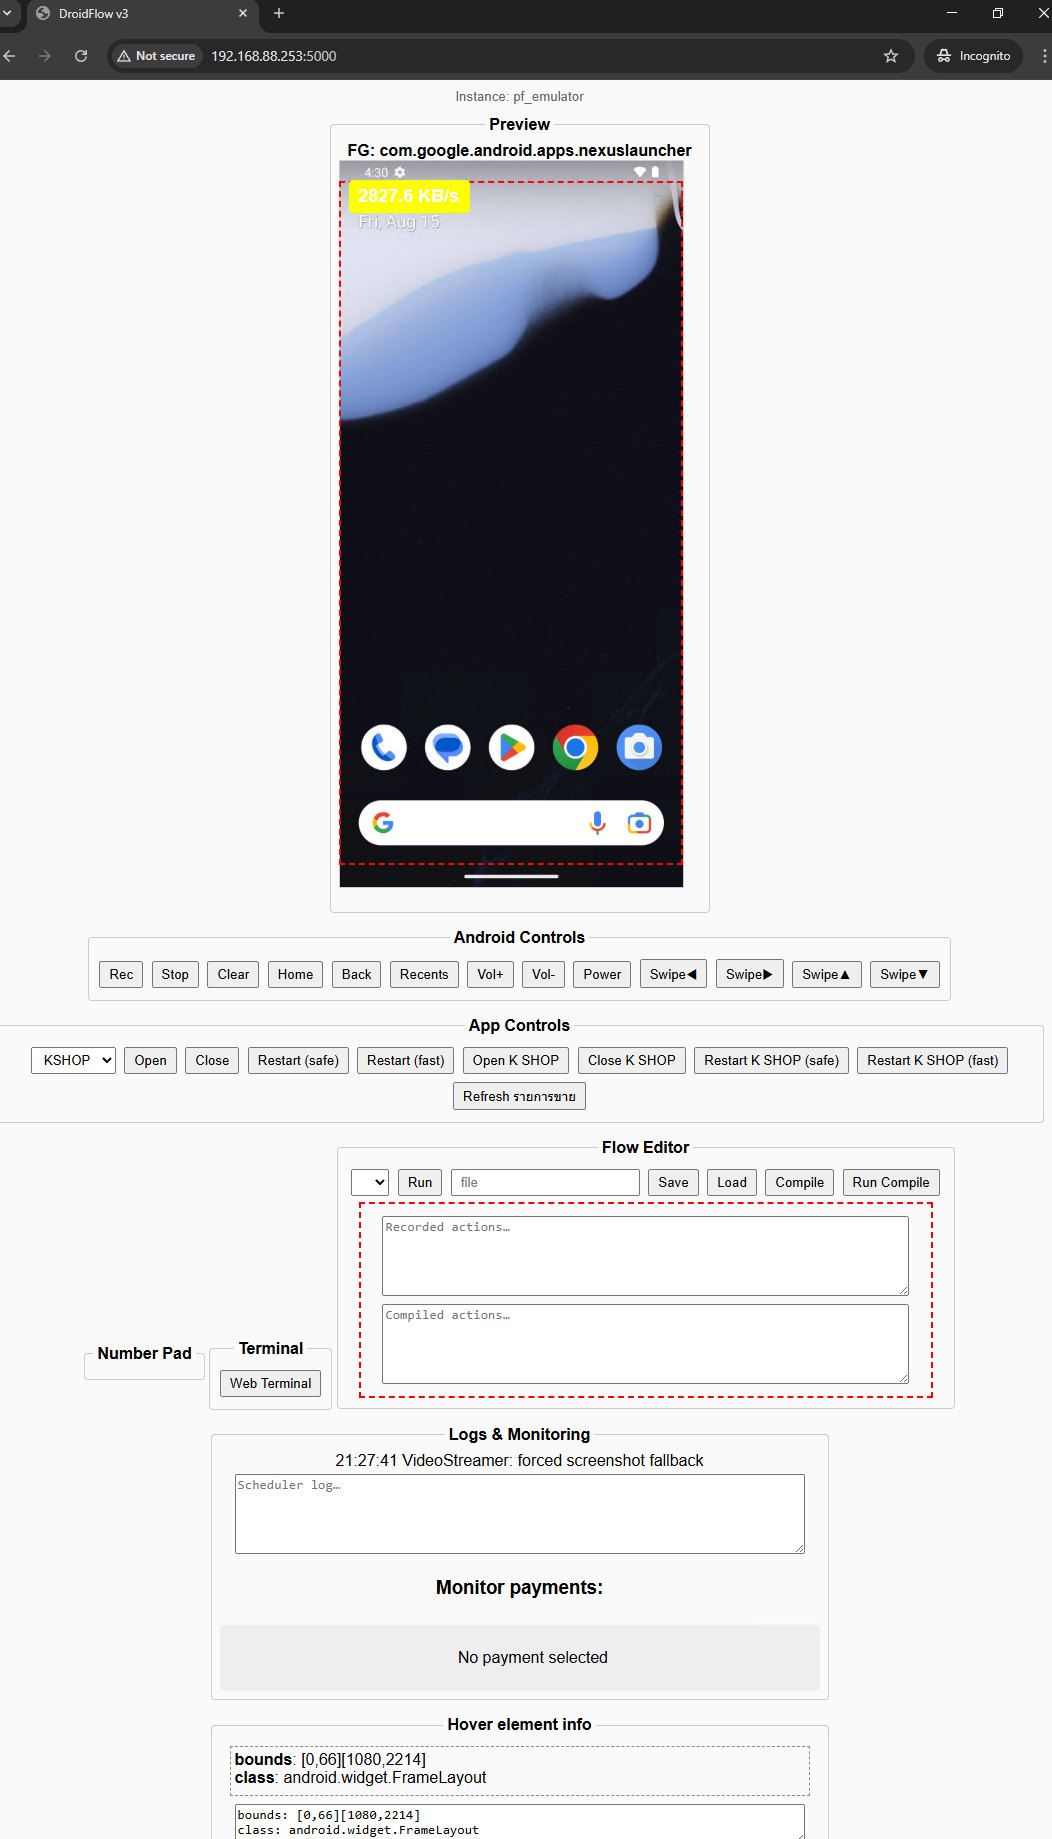 DroidFlow v3
Not secure
192.168.88.253:5000
Incognito
Instance: pf_emulator
Preview
FG: com.google.android.apps.nexuslauncher
4:30
2827.6 KB/s
Fri, Aug 15
Android Controls
Rec Stop Clear Home Back Recents Vol+ Vol- Power Swipe◀ Swipe▶ Swipe▲ Swipe▼
App Controls
KSHOP Open Close Restart (safe) Restart (fast) Open K SHOP Close K SHOP Restart K SHOP (safe) Restart K SHOP (fast)
Refresh รายการขาย
Flow Editor
Run file Save Load Compile Run Compile
Recorded actions…
Compiled actions…
Number Pad
Terminal
Web Terminal
Logs & Monitoring
21:27:41 VideoStreamer: forced screenshot fallback
Scheduler log…
Monitor payments:
No payment selected
Hover element info
bounds: [0,66][1080,2214]
class: android.widget.FrameLayout
bounds: [0,66][1080,2214]
class: android.widget.FrameLayout